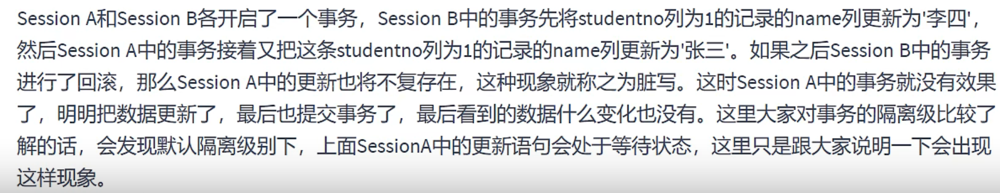 Session A和Session B各开启了一个事务，Session B中的事务先将studentno列为1的记录的name列更新为'李四'，
然后Session A中的事务接着又把这条studentno列为1的记录的name列更新为'张三'。如果之后Session B中的事务
进行了回滚，那么Session A中的更新也将不复存在，这种现象就称之为脏写。这时Session A中的事务就没有效果
了，明明把数据更新了，最后也提交事务了，最后看到的数据什么变化也没有。这里大家对事务的隔离级比较了
解的话，会发现默认隔离级别下，上面SessionA中的更新语句会处于等待状态，这里只是跟大家说明一下会出现
这样现象。